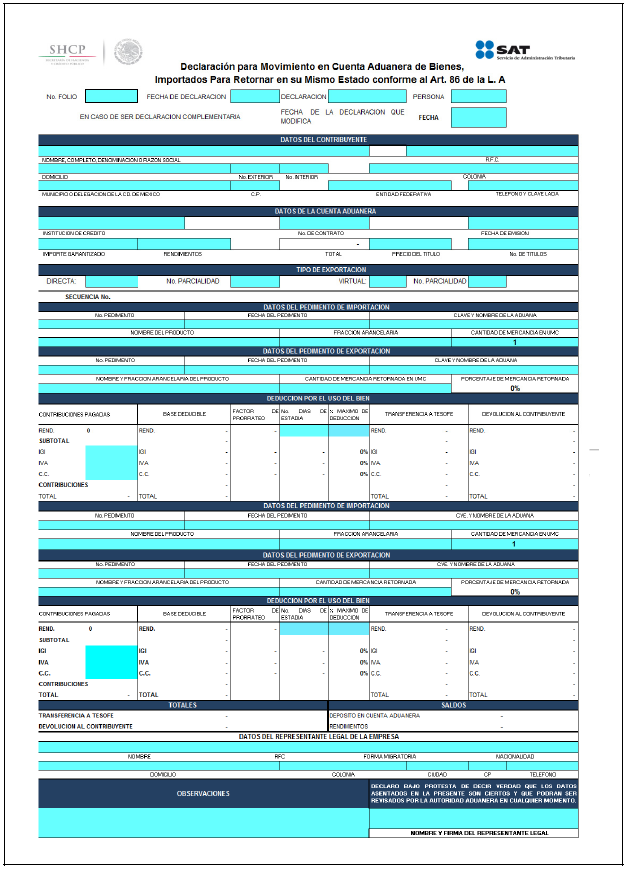 SHCP
SAT
Servicio de Administración Tributaria
Declaración para Movimiento en Cuenta Aduanera de Bienes,
Importados Para Retornar en su Mismo Estado conforme al Art. 86 de la L. A
No. FOLIO FECHA DE DECLARACION DECLARACIÓN PERSONA
EN CASO DE SER DECLARACION COMPLEMENTARIA FECHA DE LA DECLARACION QUE MODIFICA FECHA
DATOS DEL CONTRIBUYENTE
NOMBRE, COMPLETO, DENOMINACION O RAZON SOCIAL R.F.C.
DOMICILIO No. EXTERIOR No. INTERIOR COLONIA
MUNICIPIO O DELEGACION DE LA CD. DE MEXICO C.P. ENTIDAD FEDERATIVA TELEFONO Y CLAVE LADA
DATOS DE LA CUENTA ADUANERA
INSTITUCION DE CREDITO No. DE CONTRATO FECHA DE EMISION
-
IMPORTE GARANTIZADO RENDIMIENTOS TOTAL PRECIO DEL TITULO No. DE TITULOS
TIPO DE EXPORTACION
DIRECTA: No. PARCIALIDAD VIRTUAL: No. PARCIALIDAD
SECUENCIA No.
DATOS DEL PEDIMENTO DE IMPORTACION
No. PEDIMENTO FECHA DEL PEDIMENTO CLAVE Y NOMBRE DE LA ADUANA
NOMBRE DEL PRODUCTO FRACCION ARANCELARIA CANTIDAD DE MERCANCIA EN UMC
1
DATOS DEL PEDIMENTO DE EXPORTACION
No. PEDIMENTO FECHA DEL PEDIMENTO CLAVE Y NOMBRE DE LA ADUANA
NOMBRE Y FRACCION ARANCELARIA DEL PRODUCTO CANTIDAD DE MERCANCIA RETORNADA EN UMC PORCENTAJE DE MERCANCIA RETORNADA
0%
DEDUCCION POR EL USO DEL BIEN
CONTRIBUCIONES PAGADAS BASE DEDUCIBLE FACTOR DE PRORRATEO No. DIAS DE ESTADIA % MAXIMO DE DEDUCCION TRANSFERENCIA A TESOFE DEVOLUCION AL CONTRIBUYENTE
REND. 0 REND. - REND. - REND. -
SUBTOTAL - - - -
IGI IGI - - - 0% IGI - IGI -
IVA IVA - - - 0% IVA - IVA -
C.C. C.C. - - - 0% C.C. - C.C. -
CONTRIBUCIONES - - -
TOTAL - TOTAL - TOTAL - TOTAL -
DATOS DEL PEDIMENTO DE IMPORTACION
No. PEDIMENTO FECHA DEL PEDIMENTO CVE. Y NOMBRE DE LA ADUANA
NOMBRE DEL PRODUCTO FRACCION ARANCELARIA CANTIDAD DE MERCANCIA EN UMC
1
DATOS DEL PEDIMENTO DE EXPORTACION
No. PEDIMENTO FECHA DEL PEDIMENTO CVE. Y NOMBRE DE LA ADUANA
NOMBRE Y FRACCION ARANCELARIA DEL PRODUCTO CANTIDAD DE MERCANCIA RETORNADA PORCENTAJE DE MERCANCIA RETORNADA
0%
DEDUCCION POR EL USO DEL BIEN
CONTRIBUCIONES PAGADAS BASE DEDUCIBLE FACTOR DE PRORRATEO No. DIAS DE ESTADIA % MAXIMO DE DEDUCCION TRANSFERENCIA A TESOFE DEVOLUCION AL CONTRIBUYENTE
REND. 0 REND. - REND. - REND. -
SUBTOTAL - - - -
IGI IGI - - - 0% IGI - IGI -
IVA IVA - - - 0% IVA. - IVA -
C.C. C.C. - - - 0% C.C. - C.C. -
CONTRIBUCIONES - - -
TOTAL - TOTAL - TOTAL - TOTAL -
TOTALES SALDOS
TRANSFERENCIA A TESOFE - DEPOSITO EN CUENTA ADUANERA -
DEVOLUCION AL CONTRIBUYENTE - RENDIMIENTOS -
DATOS DEL REPRESENTANTE LEGAL DE LA EMPRESA
NOMBRE RFC FORMA MIGRATORIA NACIONALIDAD
DOMICILIO COLONIA CIUDAD CP TELEFONO
OBSERVACIONES
DECLARO BAJO PROTESTA DE DECIR VERDAD QUE LOS DATOS
ASENTADOS EN LA PRESENTE SON CIERTOS Y QUE PODRAN SER
REVISADOS POR LA AUTORIDAD ADUANERA EN CUALQUIER MOMENTO.
NOMBRE Y FIRMA DEL REPRESENTANTE LEGAL